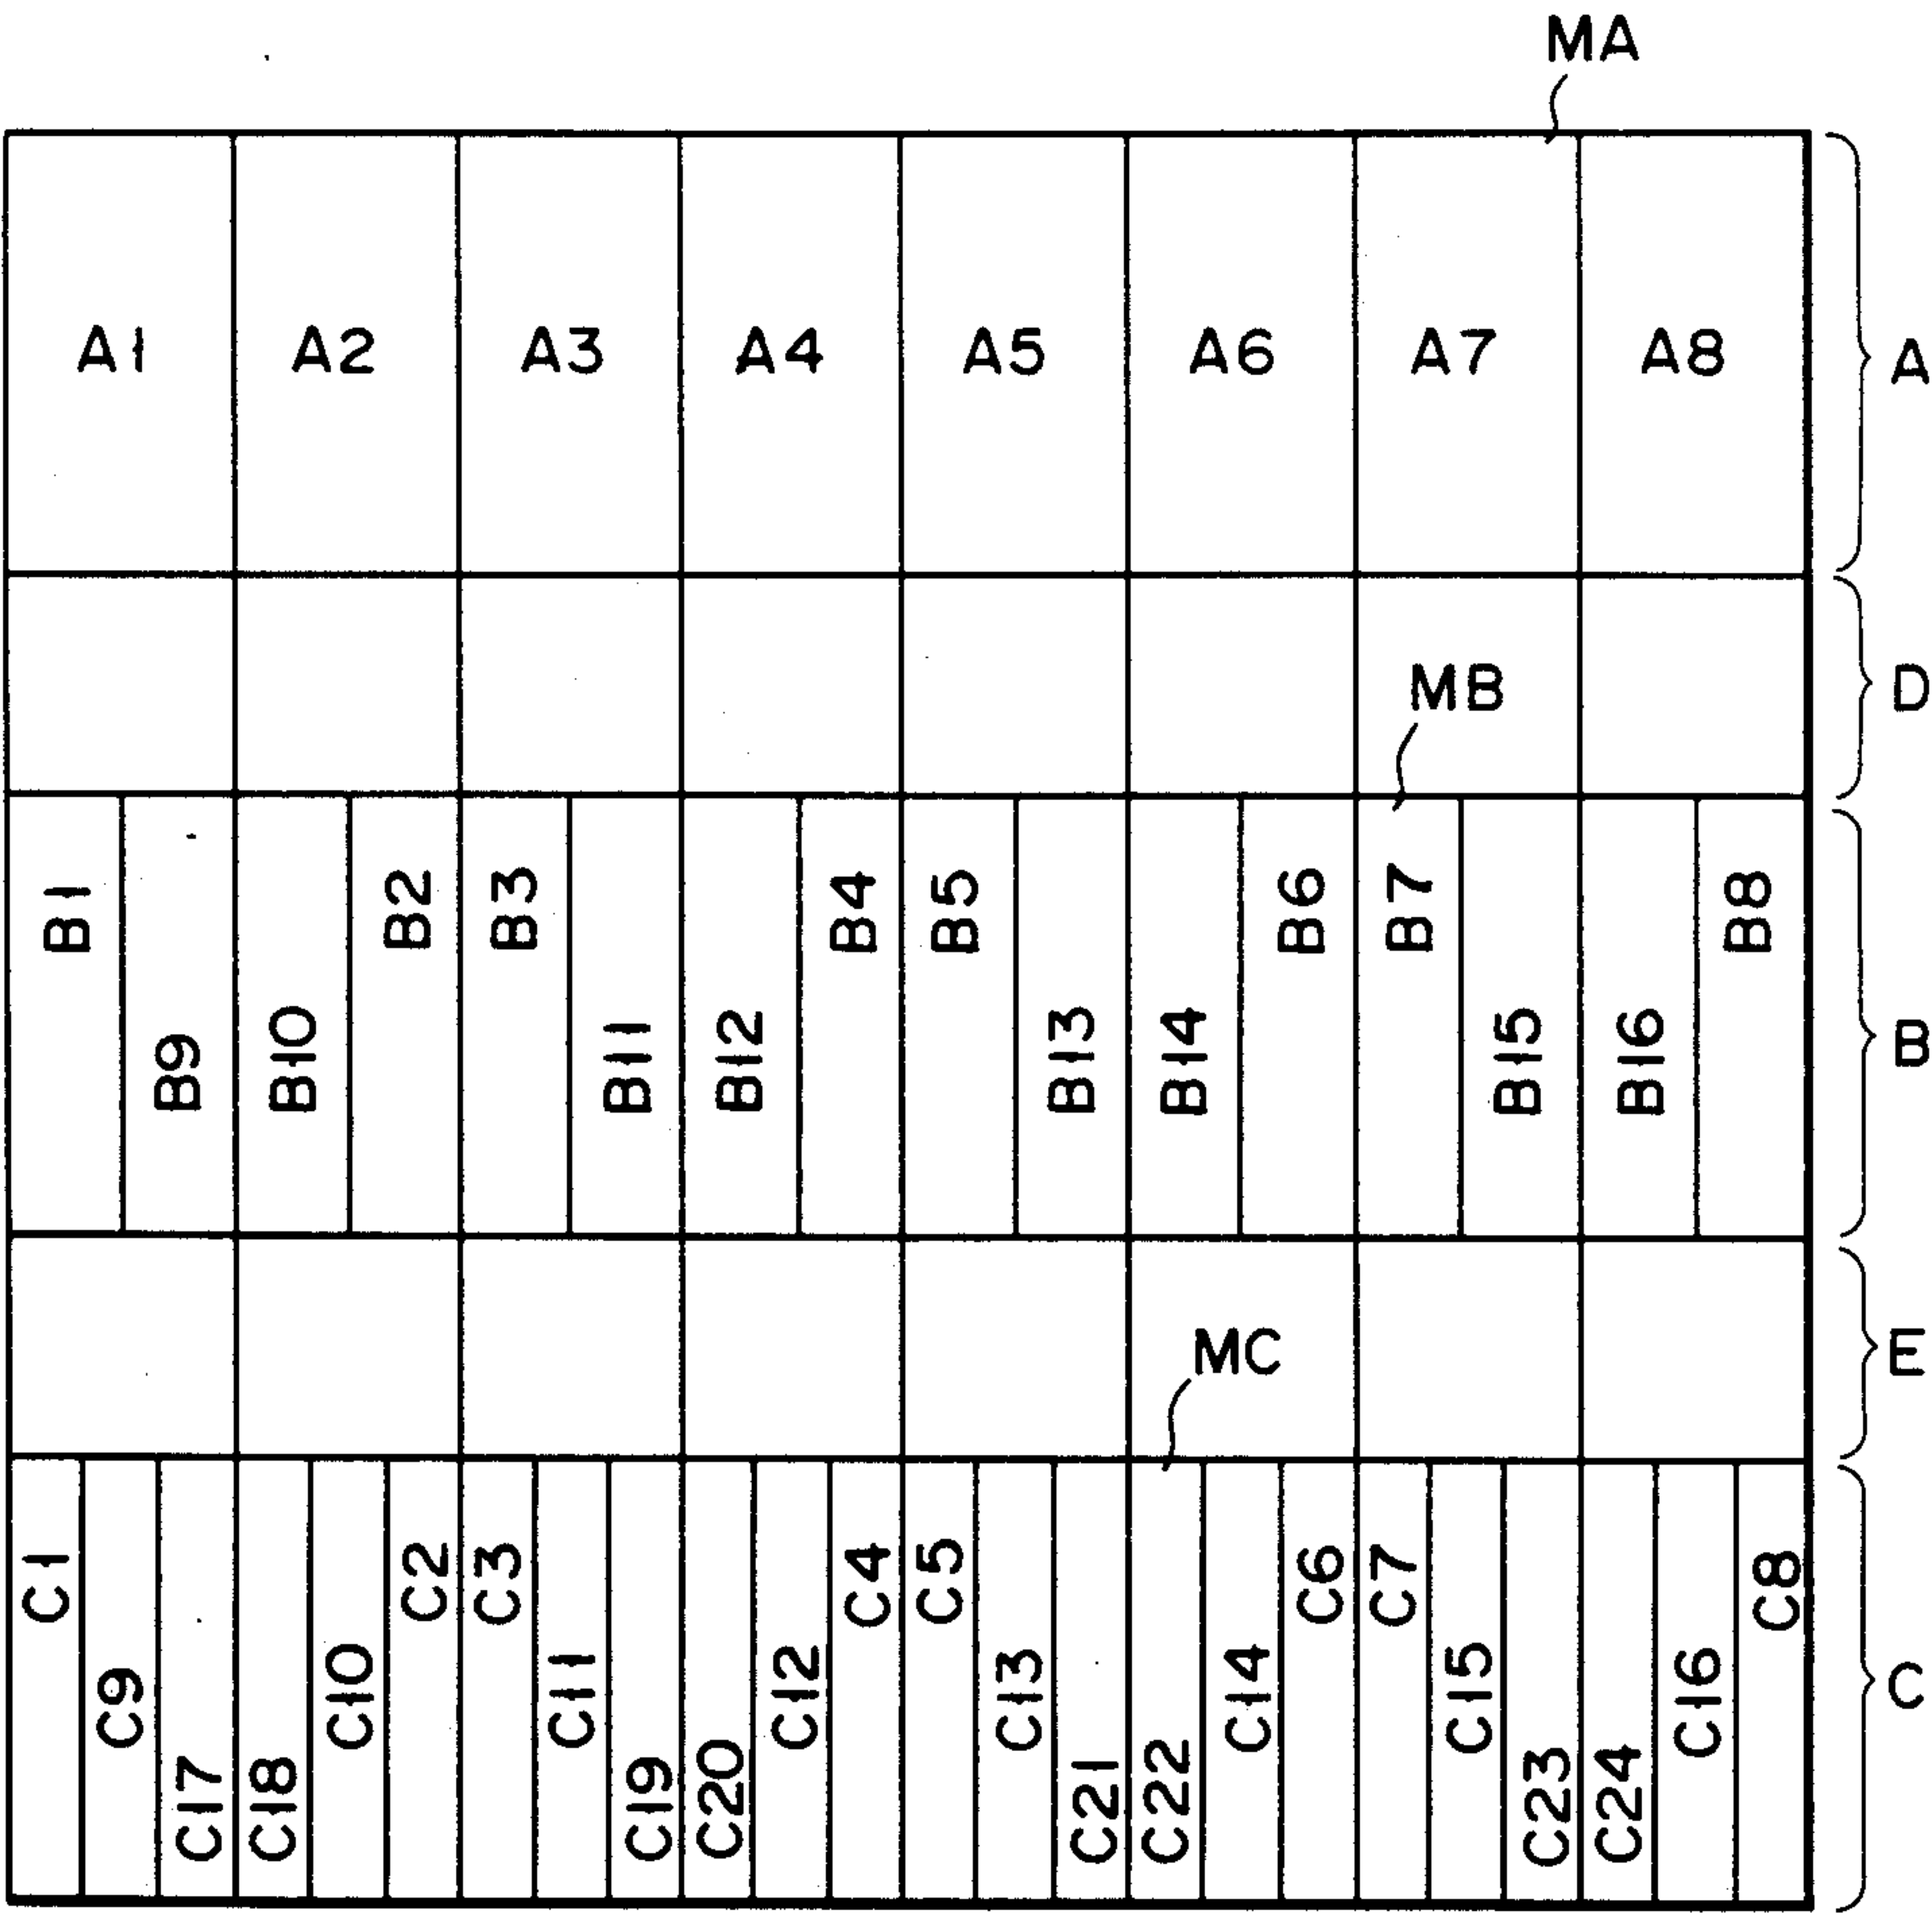 MA
A1 A2 A3 A4 A5 A6 A7 A8 A
MB D
B1 B9 B10 B2 B3 B11 B12 B4 B5 B13 B14 B6 B7 B15 B16 B8 B
MC E
C1 C9 C17 C18 C10 C2 C3 C11 C19 C20 C12 C4 C5 C13 C21 C22 C14 C6 C7 C15 C23 C24 C16 C8 C